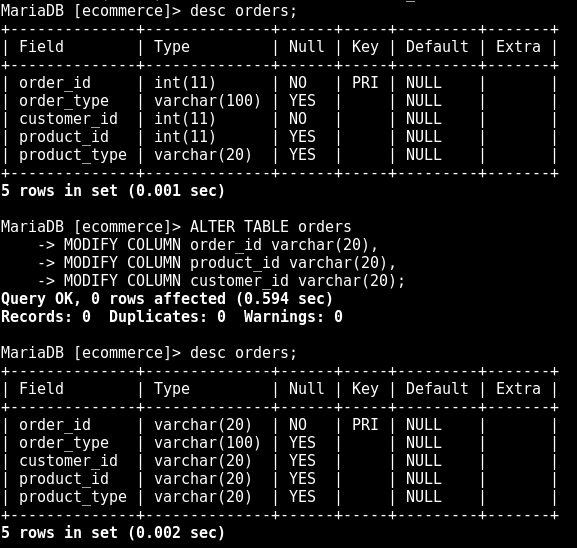 MariaDB [ecommerce]> desc orders;
+--------------+--------------+------+-----+---------+-------+
| Field        | Type         | Null | Key | Default | Extra |
+--------------+--------------+------+-----+---------+-------+
| order_id     | int(11)      | NO   | PRI | NULL    |       |
| order_type   | varchar(100) | YES  |     | NULL    |       |
| customer_id  | int(11)      | NO   |     | NULL    |       |
| product_id   | int(11)      | YES  |     | NULL    |       |
| product_type | varchar(20)  | YES  |     | NULL    |       |
+--------------+--------------+------+-----+---------+-------+
5 rows in set (0.001 sec)

MariaDB [ecommerce]> ALTER TABLE orders
    -> MODIFY COLUMN order_id varchar(20),
    -> MODIFY COLUMN product_id varchar(20),
    -> MODIFY COLUMN customer_id varchar(20);
Query OK, 0 rows affected (0.594 sec)
Records: 0  Duplicates: 0  Warnings: 0

MariaDB [ecommerce]> desc orders;
+--------------+--------------+------+-----+---------+-------+
| Field        | Type         | Null | Key | Default | Extra |
+--------------+--------------+------+-----+---------+-------+
| order_id     | varchar(20)  | NO   | PRI | NULL    |       |
| order_type   | varchar(100) | YES  |     | NULL    |       |
| customer_id  | varchar(20)  | YES  |     | NULL    |       |
| product_id   | varchar(20)  | YES  |     | NULL    |       |
| product_type | varchar(20)  | YES  |     | NULL    |       |
+--------------+--------------+------+-----+---------+-------+
5 rows in set (0.002 sec)